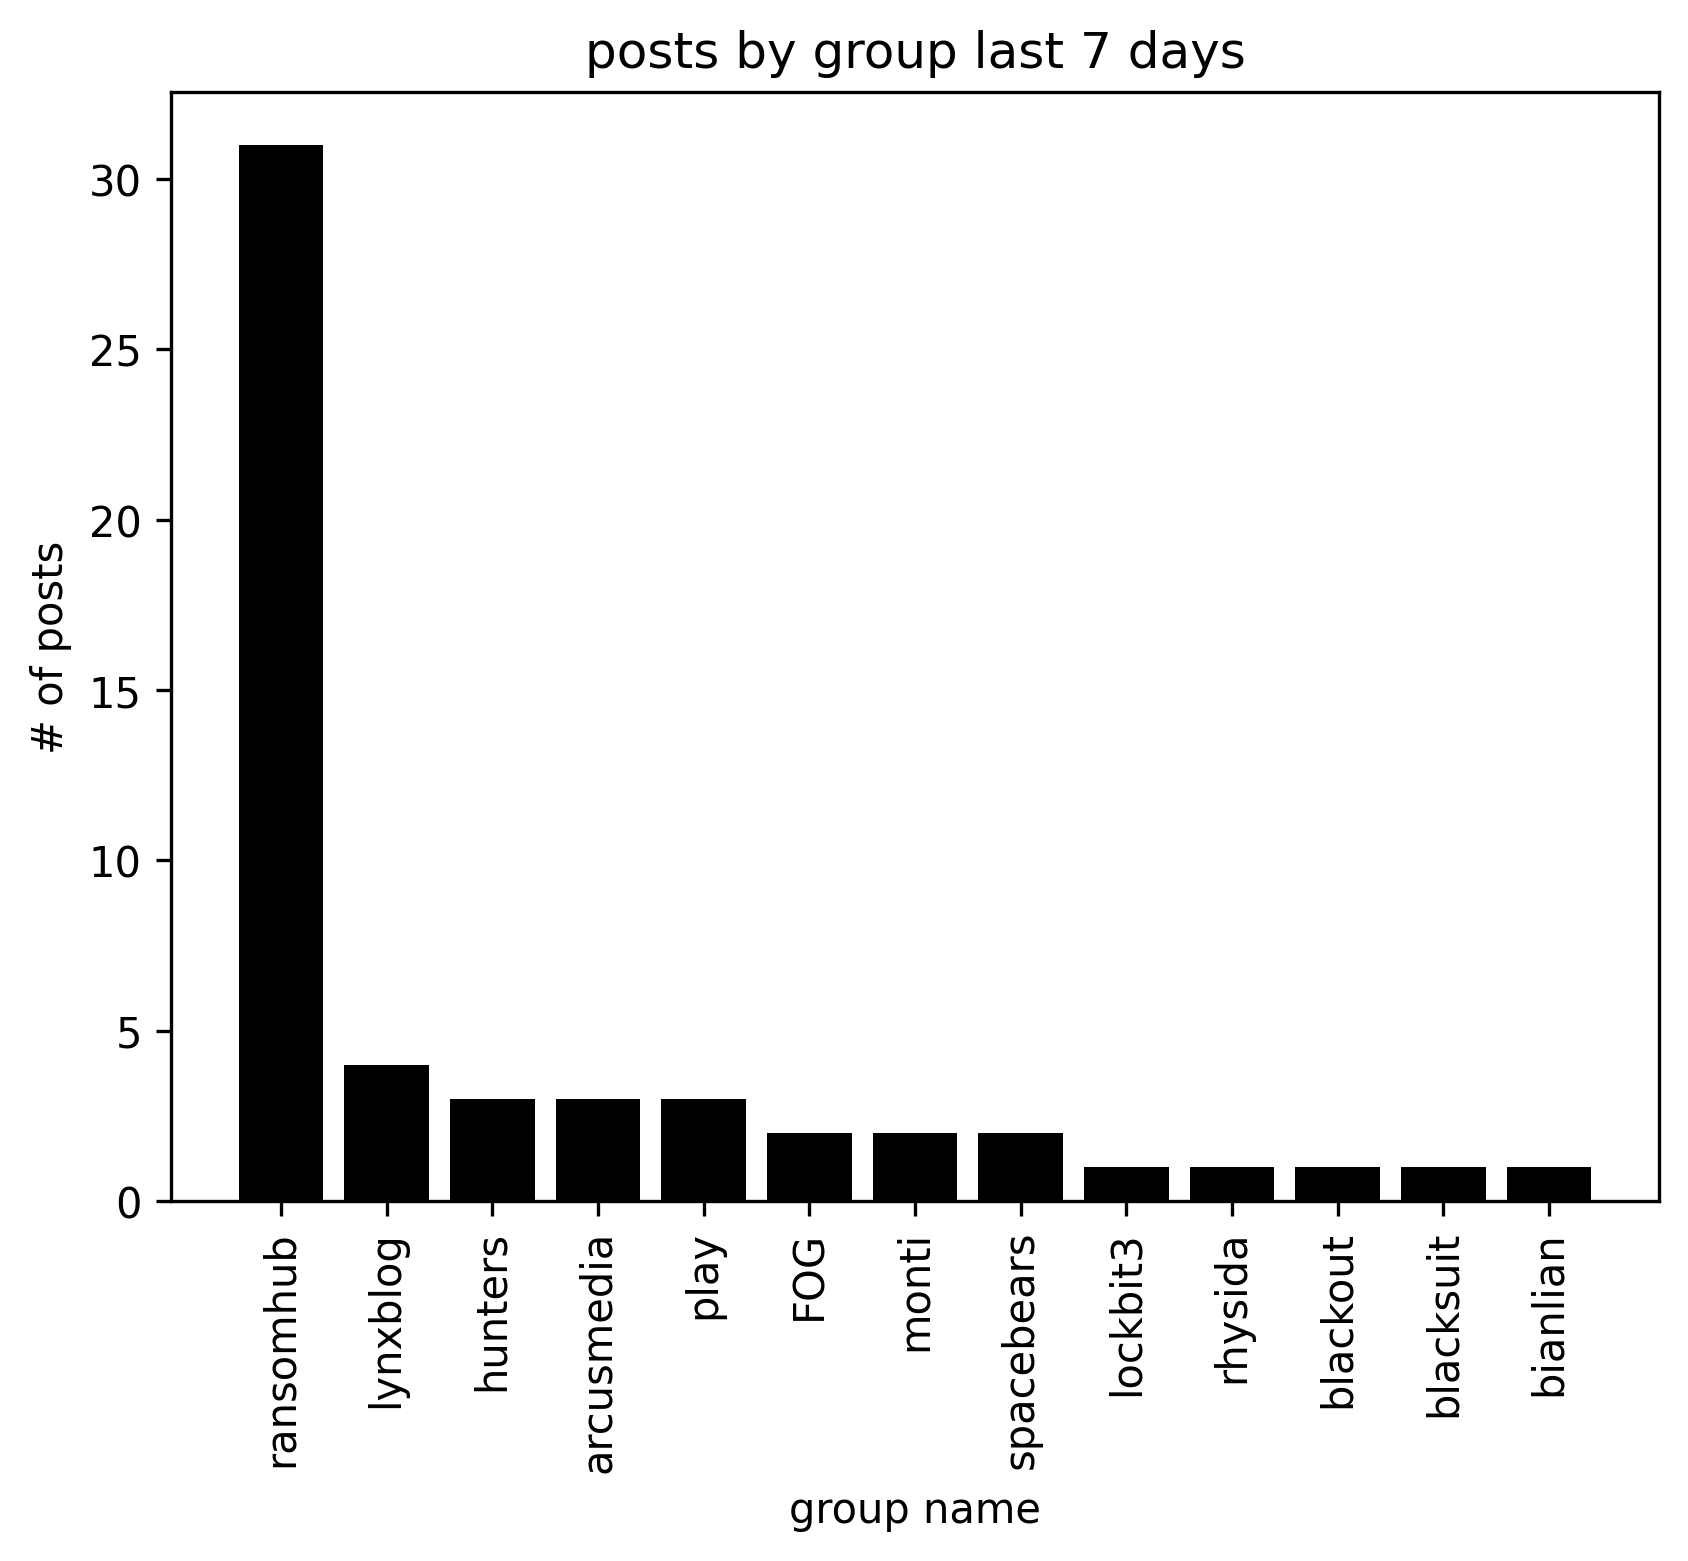 posts by group last 7 days
# of posts
30
25
20
15
10
5
0
ransomhub
lynxblog
hunters
arcusmedia
play
FOG
monti
spacebears
lockbit3
rhysida
blackout
blacksuit
bianlian
group name